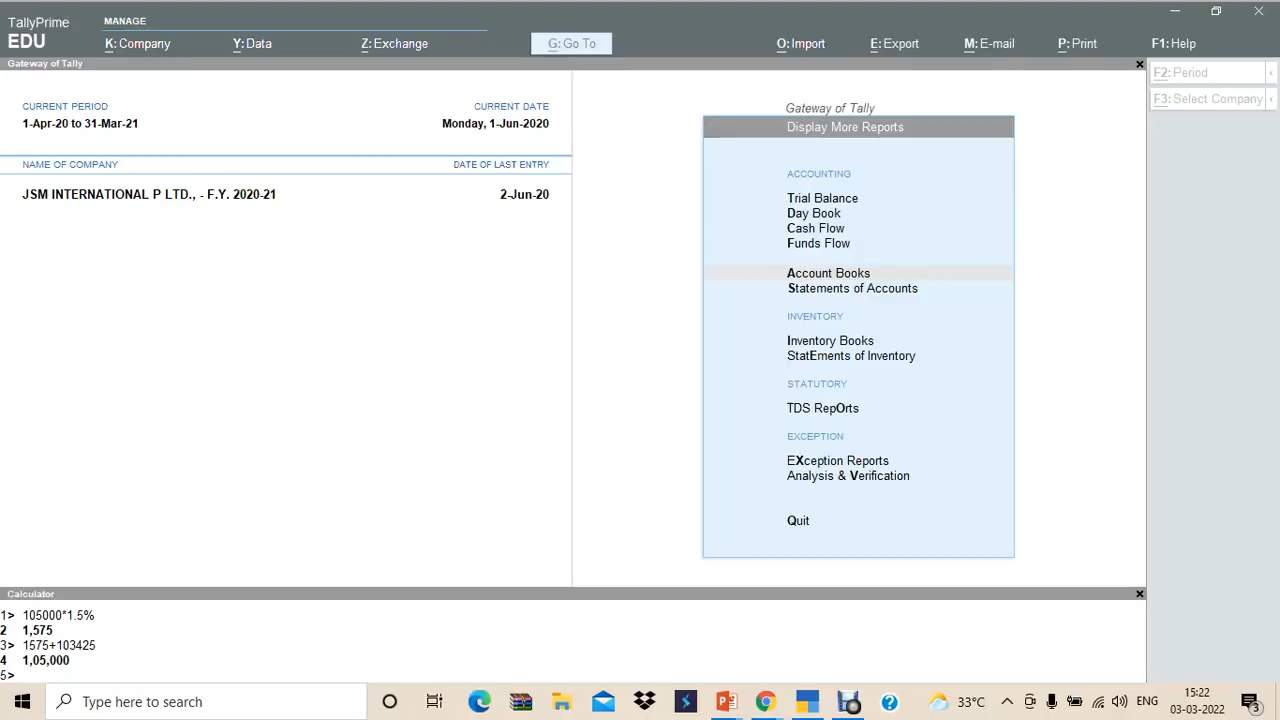 TallyPrime
EDU
MANAGE
K: Company
Y: Data
Z: Exchange
G: Go To
O: Import
E: Export
M: E-mail
P: Print
F1: Help
Gateway of Tally
F2: Period
F3: Select Company
CURRENT PERIOD
CURRENT DATE
1-Apr-20 to 31-Mar-21
Monday, 1-Jun-2020
NAME OF COMPANY
DATE OF LAST ENTRY
JSM INTERNATIONAL P LTD., - F.Y. 2020-21
2-Jun-20
Gateway of Tally
Display More Reports
ACCOUNTING
Trial Balance
Day Book
Cash Flow
Funds Flow
Account Books
Statements of Accounts
INVENTORY
Inventory Books
StatEments of Inventory
STATUTORY
TDS RepOrts
EXCEPTION
EXception Reports
Analysis & Verification
Quit
Calculator
1> 105000*1.5%
2 1,575
3> 1575+103425
4 1,05,000
5>
Type here to search
33°C
ENG
15:22
03-03-2022
3